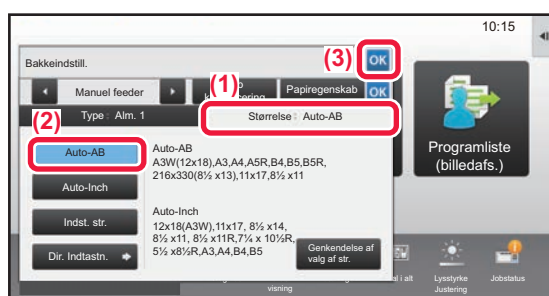 10:15
(3)
Bakkeindstill.
OK
(1)
Manuel feeder
Papiregenskab
OK
(2)
Type : Alm. 1
Størrelse : Auto-AB
Auto-AB
Auto-AB
A3W(12x18),A3,A4,A5R,B4,B5,B5R,
216x330(8½ x13),11x17,8½ x11
Auto-Inch
Auto-Inch
12x18(A3W),11x17, 8½ x14,
8½ x11, 8½ x11R,7¼ x 10½R,
5½ x8½R,A3,A4,B4,B5
Indst. str.
Dir. Indtastn.
Genkendelse af
valg af str.
Programliste
(billedafs.)
al i alt
Lysstyrke
Justering
Jobstatus
visning